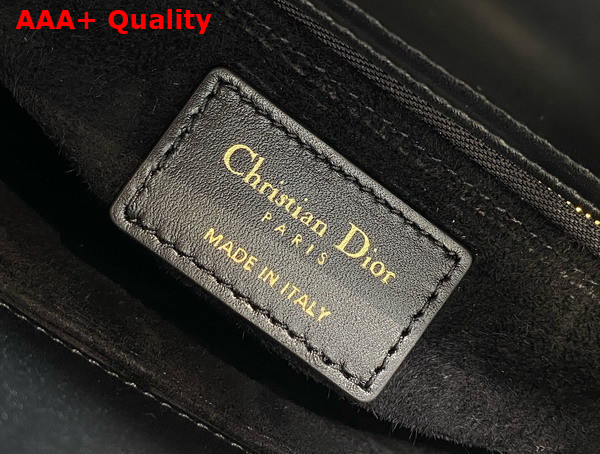 AAA+ Quality
Christian Dior
PARIS
MADE IN ITALY